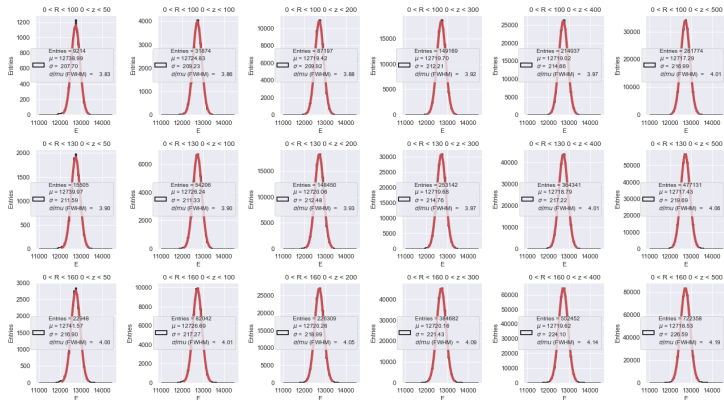 0 < R < 100 0 < z < 50
0 < R < 100 0 < z < 100
0 < R < 100 0 < z < 200
0 < R < 100 0 < z < 300
0 < R < 100 0 < z < 400
0 < R < 100 0 < z < 500
Entries = 9214
μ = 12736.99
σ = 207.70
d/mu (FWHM) = 3.83
Entries = 31874
μ = 12724.63
σ = 209.23
d/mu (FWHM) = 3.86
Entries = 87197
μ = 12719.42
σ = 209.92
d/mu (FWHM) = 3.88
Entries = 149169
μ = 12719.70
σ = 212.21
d/mu (FWHM) = 3.92
Entries = 214937
μ = 12719.02
σ = 214.66
d/mu (FWHM) = 3.97
Entries = 281774
μ = 12717.29
σ = 216.99
d/mu (FWHM) = 4.01
0 < R < 130 0 < z < 50
0 < R < 130 0 < z < 100
0 < R < 130 0 < z < 200
0 < R < 130 0 < z < 300
0 < R < 130 0 < z < 400
0 < R < 130 0 < z < 500
Entries = 15505
μ = 12739.97
σ = 211.59
d/mu (FWHM) = 3.90
Entries = 54206
μ = 12726.24
σ = 211.33
d/mu (FWHM) = 3.90
Entries = 148450
μ = 12720.06
σ = 212.48
d/mu (FWHM) = 3.93
Entries = 253142
μ = 12719.68
σ = 214.76
d/mu (FWHM) = 3.97
Entries = 364341
μ = 12718.79
σ = 217.22
d/mu (FWHM) = 4.01
Entries = 477131
μ = 12717.43
σ = 219.69
d/mu (FWHM) = 4.06
0 < R < 160 0 < z < 50
0 < R < 160 0 < z < 100
0 < R < 160 0 < z < 200
0 < R < 160 0 < z < 300
0 < R < 160 0 < z < 400
0 < R < 160 0 < z < 500
Entries = 22948
μ = 12741.57
σ = 216.90
d/mu (FWHM) = 4.00
Entries = 82042
μ = 12726.69
σ = 217.27
d/mu (FWHM) = 4.01
Entries = 226309
μ = 12720.26
σ = 218.99
d/mu (FWHM) = 4.05
Entries = 384682
μ = 12720.18
σ = 221.43
d/mu (FWHM) = 4.09
Entries = 552452
μ = 12719.62
σ = 224.10
d/mu (FWHM) = 4.14
Entries = 722358
μ = 12718.53
σ = 226.59
d/mu (FWHM) = 4.19